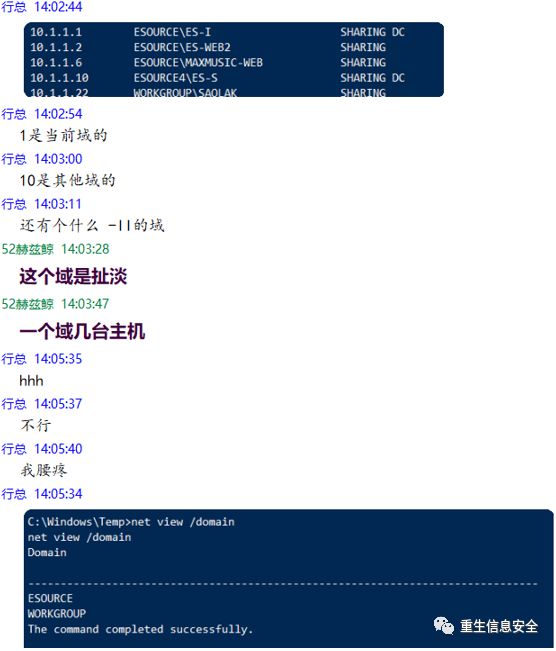 行总 14:02:44
10.1.1.1 ESOURCE\ES-I SHARING DC
10.1.1.2 ESOURCE\ES-WEB2 SHARING
10.1.1.6 ESOURCE\MAXMUSIC-WEB SHARING
10.1.1.10 ESOURCE4\ES-S SHARING DC
10.1.1.22 WORKGROUP\SAOLAK SHARING
行总 14:02:54
1是当前域的
行总 14:03:00
10是其他域的
行总 14:03:11
还有个什么 -II的域
52赫兹鲸 14:03:28
这个域是扯淡
52赫兹鲸 14:03:47
一个域几台主机
行总 14:05:35
hhh
行总 14:05:37
不行
行总 14:05:40
我腰疼
行总 14:05:34
C:\Windows\Temp>net view /domain
net view /domain
Domain
-------------------------------------------------------------------------------
ESOURCE
WORKGROUP
The command completed successfully.
重生信息安全